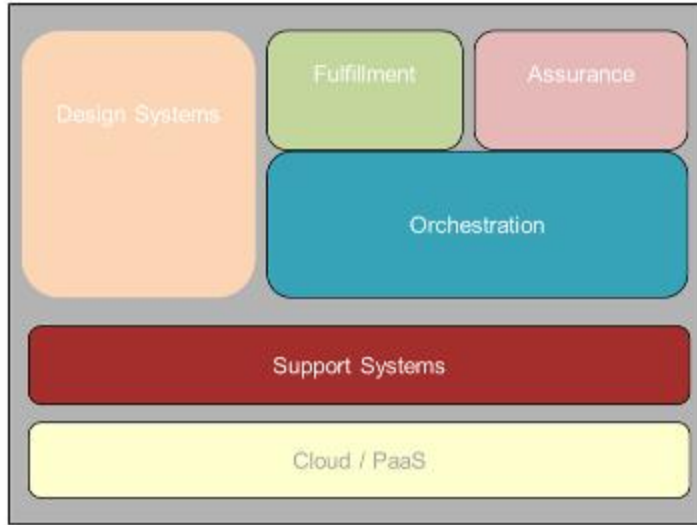 Design Systems
Fulfillment
Assurance
Orchestration
Support Systems
Cloud / PaaS